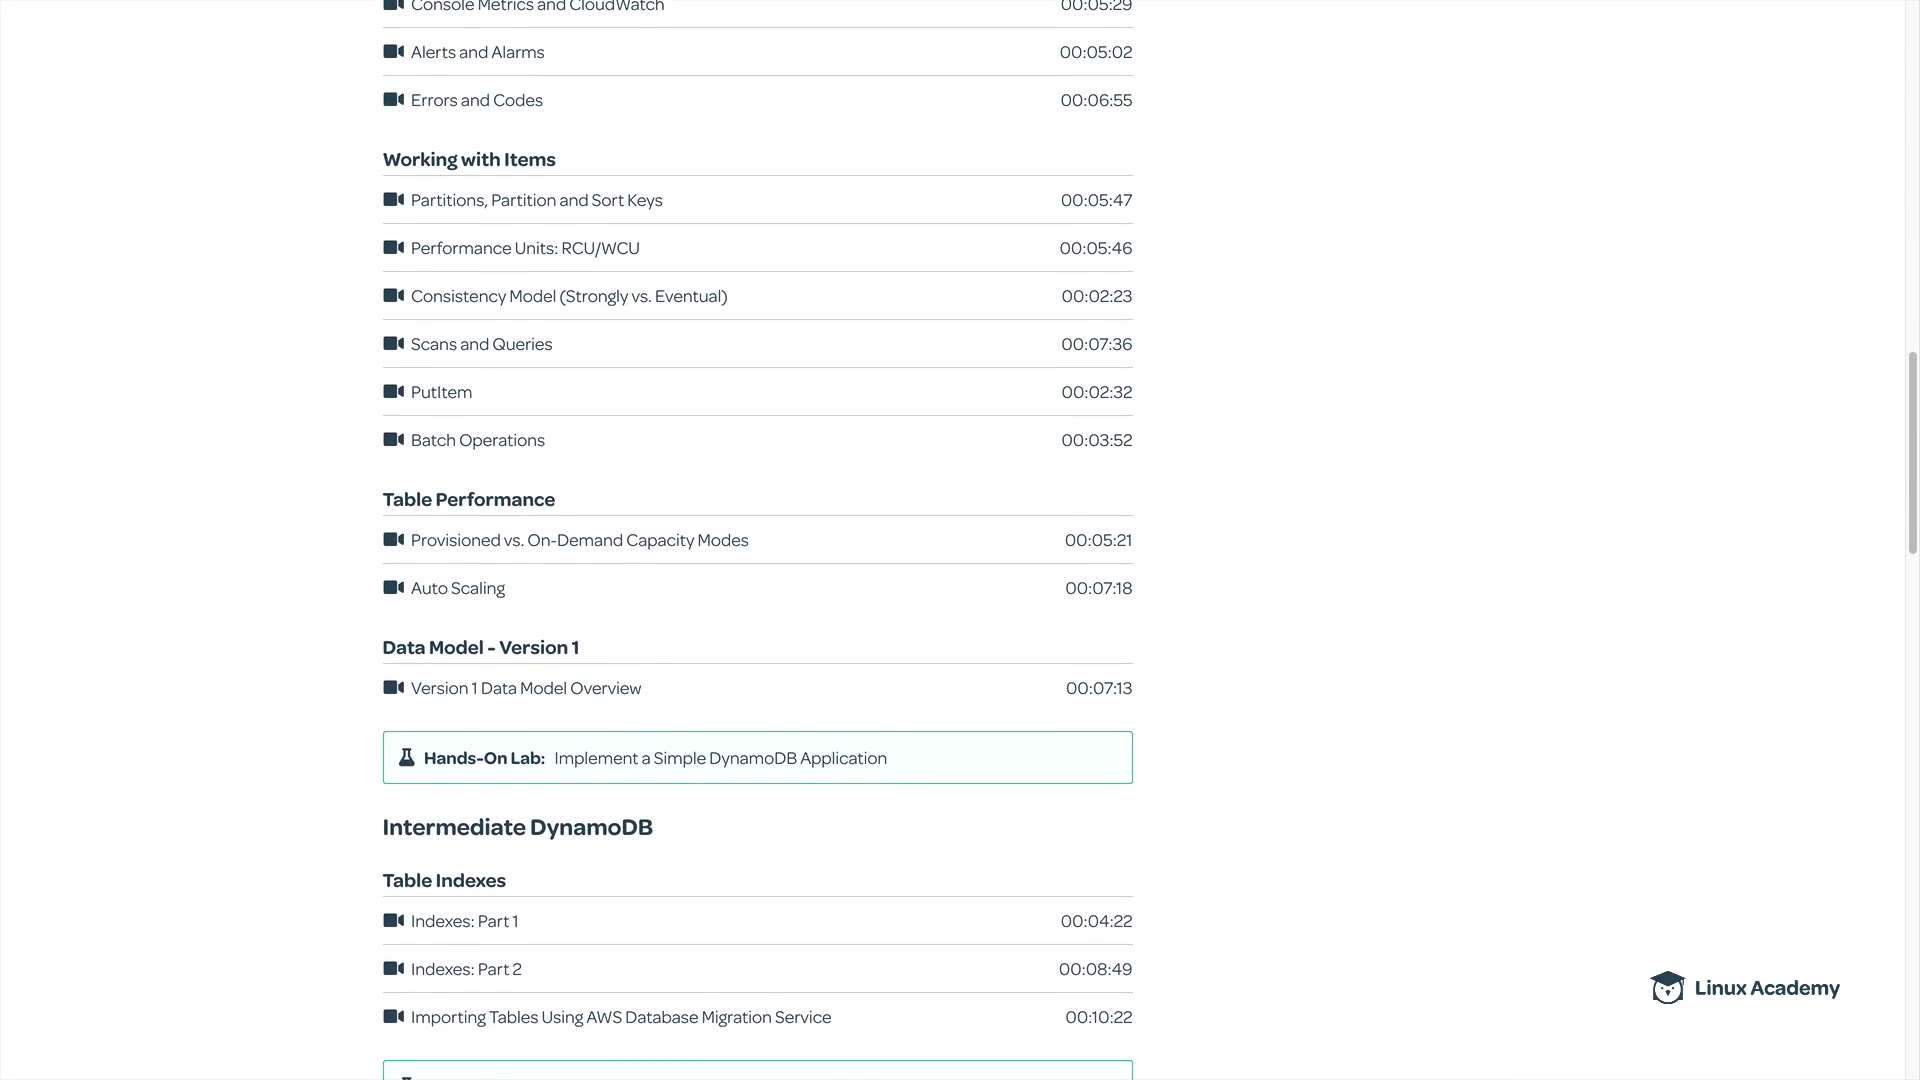 Console Metrics and CloudWatch 00:05:29
Alerts and Alarms 00:05:02
Errors and Codes 00:06:55
Working with Items
Partitions, Partition and Sort Keys 00:05:47
Performance Units: RCU/WCU 00:05:46
Consistency Model (Strongly vs. Eventual) 00:02:23
Scans and Queries 00:07:36
PutItem 00:02:32
Batch Operations 00:03:52
Table Performance
Provisioned vs. On-Demand Capacity Modes 00:05:21
Auto Scaling 00:07:18
Data Model - Version 1
Version 1 Data Model Overview 00:07:13
Hands-On Lab: Implement a Simple DynamoDB Application
Intermediate DynamoDB
Table Indexes
Indexes: Part 1 00:04:22
Indexes: Part 2 00:08:49
Linux Academy
Importing Tables Using AWS Database Migration Service 00:10:22